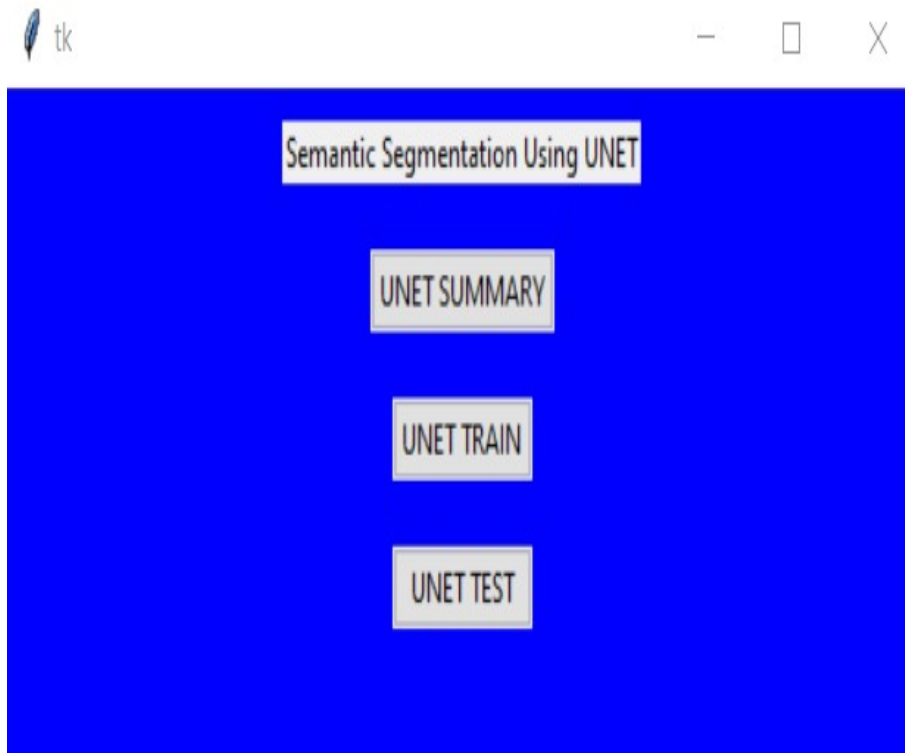 tk
Semantic Segmentation Using UNET
UNET SUMMARY
UNET TRAIN
UNET TEST